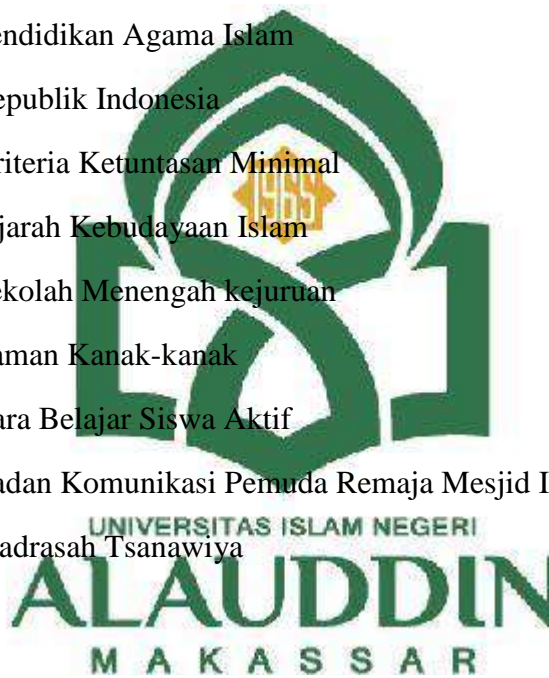 endidikan Agama Islam
epublik Indonesia
riteria Ketuntasan Minimal
1965
jarah Kebudayaan Islam
ekolah Menengah kejuruan
aman Kanak-kanak
ara Belajar Siswa Aktif
adan Komunikasi Pemuda Remaja Mesjid I
UNIVERSITAS ISLAM NEGERI
adrasah Tsanawiya
ALAUDDIN
MAKASSAR